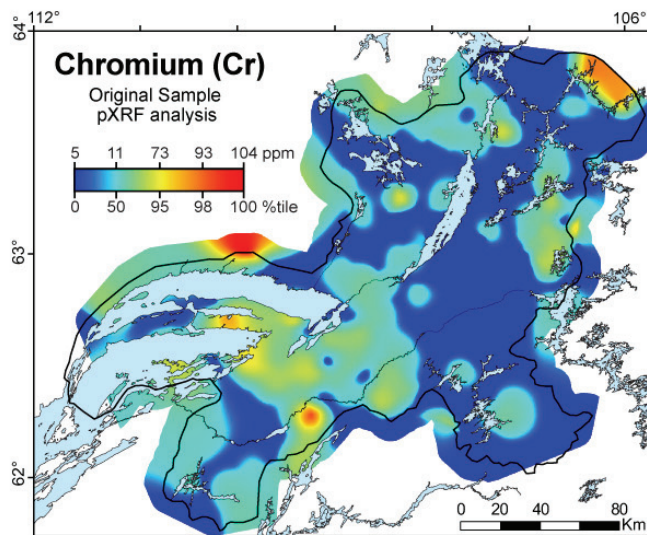 112°
106°
64°
Chromium (Cr)
Original Sample
pXRF analysis
5 11 73 93 104 ppm
0 50 95 98 100 %tile
63°
62°
0 20 40 60 80
Km